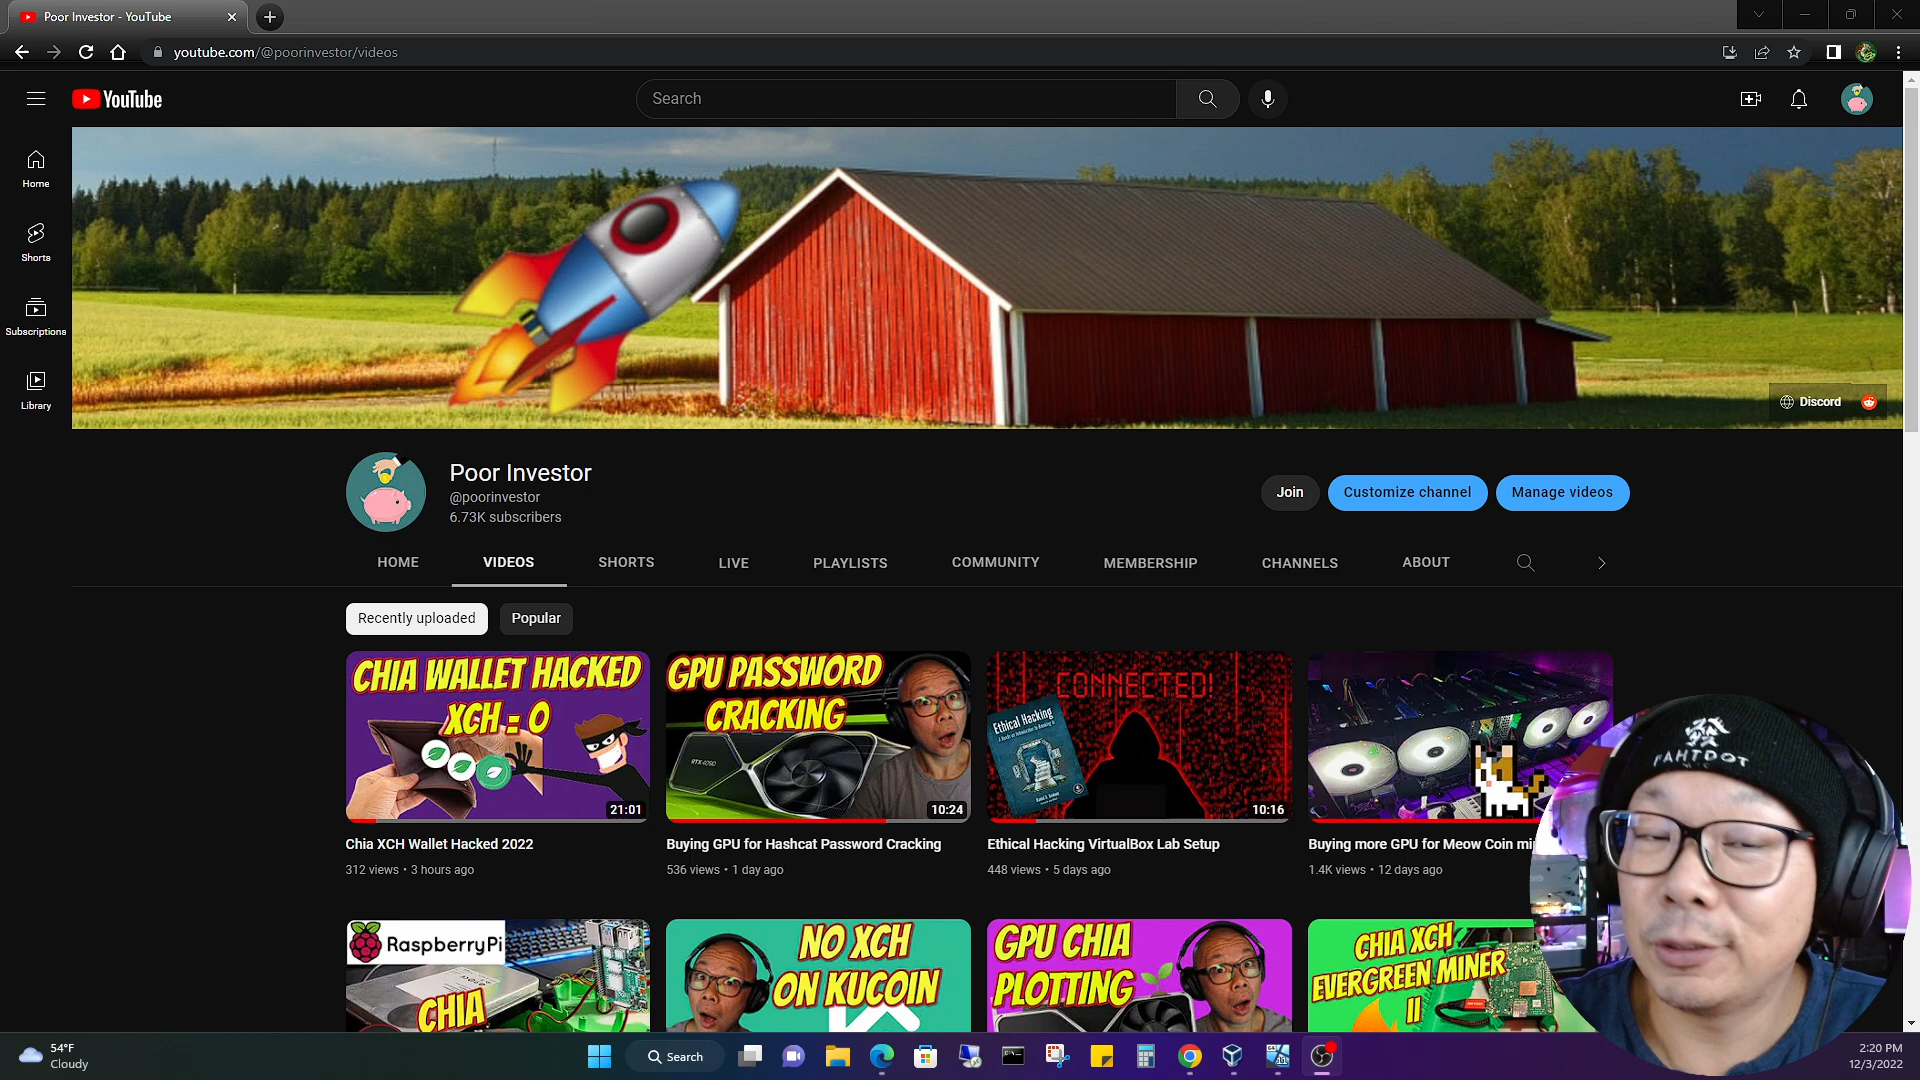 Poor Investor - YouTube
youtube.com/@poorinvestor/videos
YouTube
Search
Home
Shorts
Subscriptions
Library
Discord
Poor Investor
@poorinvestor
6.73K subscribers
Join
Customize channel
Manage videos
HOME
VIDEOS
SHORTS
LIVE
PLAYLISTS
COMMUNITY
MEMBERSHIP
CHANNELS
ABOUT
Recently uploaded
Popular
CHIA WALLET HACKED
XCH = 0
21:01
Chia XCH Wallet Hacked 2022
312 views • 3 hours ago
GPU PASSWORD
CRACKING
RTX 4090
10:24
Buying GPU for Hashcat Password Cracking
536 views • 1 day ago
CONNECTED!
Ethical Hacking
10:16
Ethical Hacking VirtualBox Lab Setup
448 views • 5 days ago
Buying more GPU for Meow Coin mi
1.4K views • 12 days ago
FAHTDOT
RaspberryPi
CHIA
NO XCH
ON KUCOIN
GPU CHIA
PLOTTING
CHIA XCH
EVERGREEN MINER
II
54°F
Cloudy
Search
2:20 PM
12/3/2022